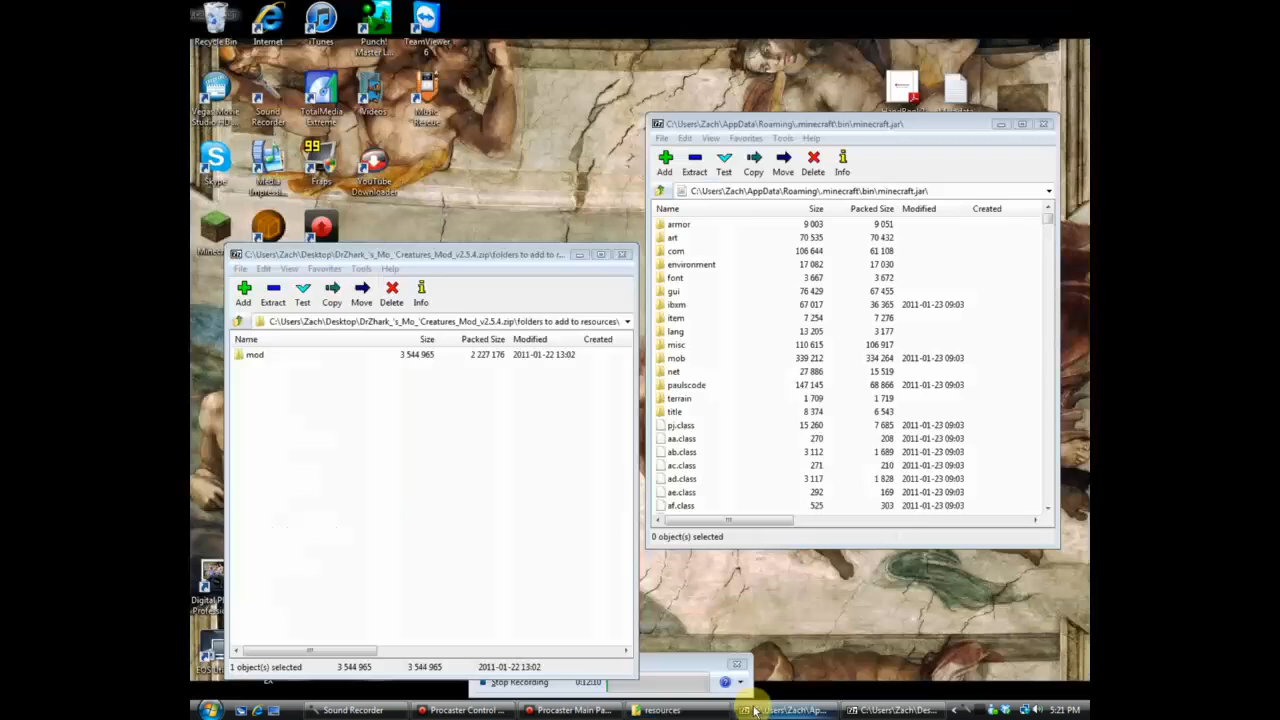 Recycle Bin
Internet
iTunes
Punch!
Master L...
TeamViewer
6
Vegas Movie
Studio HD ...
Sound
Recorder
TotalMedia
Extreme
Videos
Music
Rescue
99
Skype
Media
Impressi...
Fraps
YouTube
Downloader
C:\Users\Zach\AppData\Roaming\.minecraft\bin\minecraft.jar\
File Edit View Favorites Tools Help
Add Extract Test Copy Move Delete Info
C:\Users\Zach\AppData\Roaming\.minecraft\bin\minecraft.jar\
Name Size Packed Size Modified Created
armor 9 003 9 051
art 70 535 70 432
com 106 644 61 108
environment 17 082 17 030
font 3 667 3 672
gui 76 429 67 455
ibxm 67 017 36 365 2011-01-23 09:03
item 7 254 7 276
lang 13 205 3 177
misc 110 615 106 917
mob 339 212 334 264 2011-01-23 09:03
net 27 886 15 519
paulscode 147 145 68 866 2011-01-23 09:03
terrain 1 709 1 719
title 8 374 6 543
pj.class 15 260 7 685 2011-01-23 09:03
aa.class 270 208 2011-01-23 09:03
ab.class 3 112 1 689 2011-01-23 09:03
ac.class 271 210 2011-01-23 09:03
ad.class 3 117 1 828 2011-01-23 09:03
ae.class 292 169 2011-01-23 09:03
af.class 525 303 2011-01-23 09:03
0 object(s) selected
C:\Users\Zach\Desktop\DrZhark_'s_Mo_'Creatures_Mod_v2.5.4.zip\folders to add to r...
File Edit View Favorites Tools Help
Add Extract Test Copy Move Delete Info
C:\Users\Zach\Desktop\DrZhark_'s_Mo_'Creatures_Mod_v2.5.4.zip\folders to add to resources\
Name Size Packed Size Modified Created
mod 3 544 965 2 227 176 2011-01-22 13:02
1 object(s) selected 3 544 965 3 544 965 2011-01-22 13:02
Stop Recording 0:12:10
Sound Recorder
Procaster Control ...
Procaster Main Pa...
resources
\Users\Zach\Ap...
C:\Users\Zach\Des...
5:21 PM